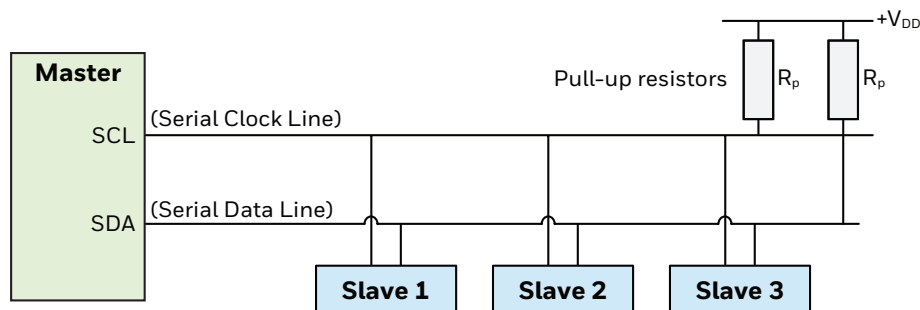 +V_DD
Master
Pull-up resistors R_p R_p
(Serial Clock Line)
SCL
(Serial Data Line)
SDA
Slave 1 Slave 2 Slave 3